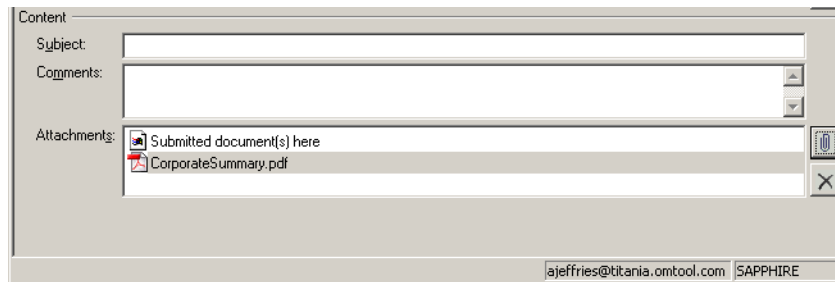 Content
Subject:
Comments:
Attachments:
Submitted document(s) here
CorporateSummary.pdf
ajeffries@titania.omtool.com SAPPHIRE